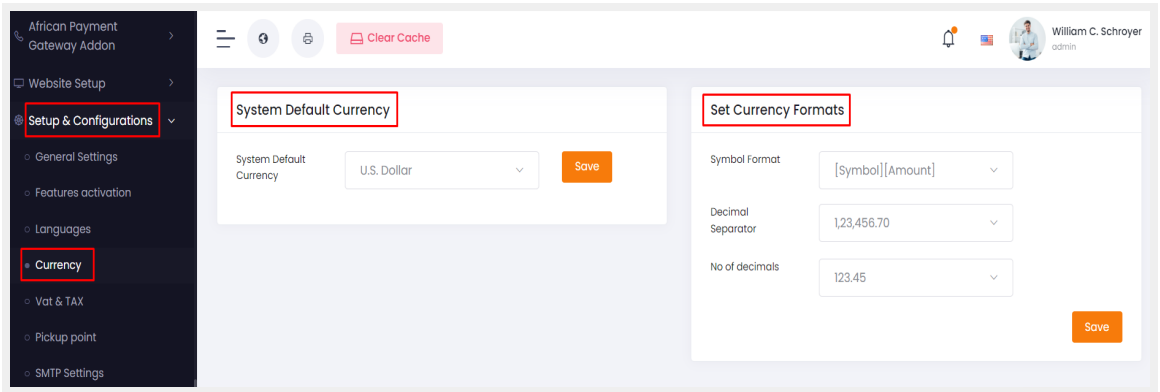 African Payment
Gateway Addon
Website Setup
Setup & Configurations
General Settings
Features activation
Languages
Currency
Vat & TAX
Pickup point
SMTP Settings
Clear Cache
William C. Schroyer
admin
System Default Currency
System Default
Currency
U.S. Dollar
Save
Set Currency Formats
Symbol Format
[Symbol][Amount]
Decimal
Separator
1,23,456.70
No of decimals
123.45
Save